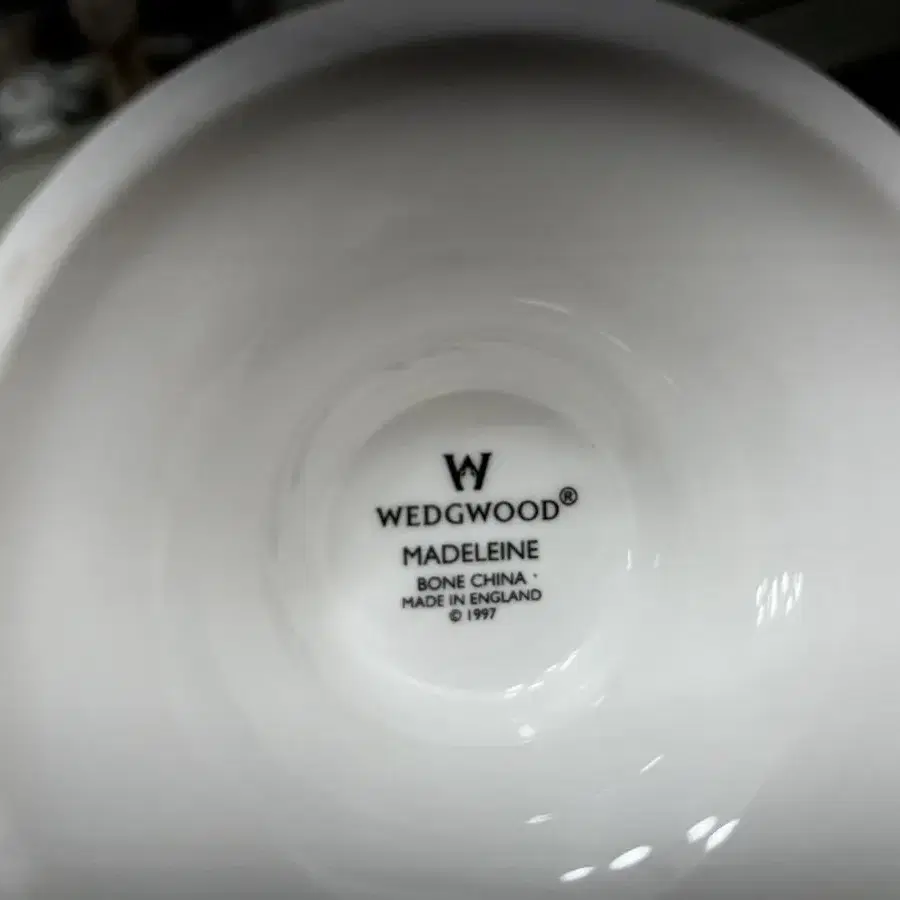 W
WEDGWOOD®
MADELEINE
BONE CHINA
MADE IN ENGLAND
© 1997